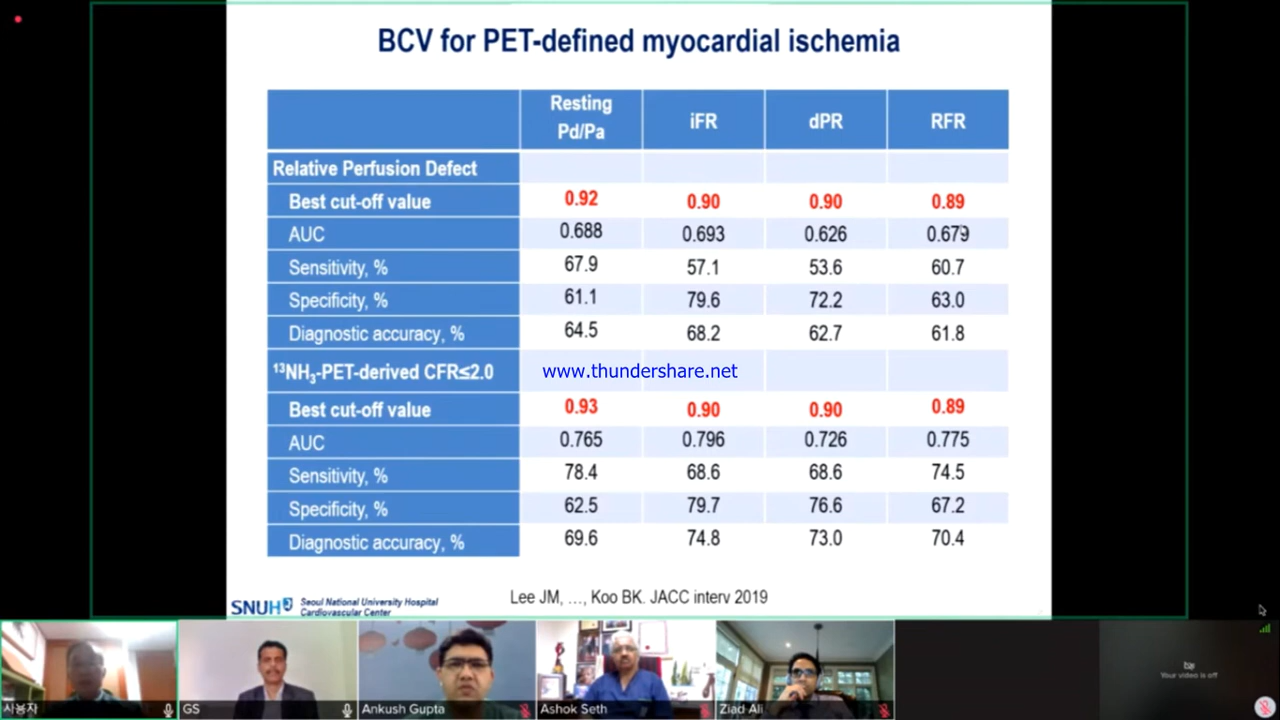 BCV for PET-defined myocardial ischemia
Resting Pd/Pa iFR dPR RFR
Relative Perfusion Defect
Best cut-off value 0.92 0.90 0.90 0.89
AUC 0.688 0.693 0.626 0.679
Sensitivity, % 67.9 57.1 53.6 60.7
Specificity, % 61.1 79.6 72.2 63.0
Diagnostic accuracy, % 64.5 68.2 62.7 61.8
¹³NH₃-PET-derived CFR≤2.0 www.thundershare.net
Best cut-off value 0.93 0.90 0.90 0.89
AUC 0.765 0.796 0.726 0.775
Sensitivity, % 78.4 68.6 68.6 74.5
Specificity, % 62.5 79.7 76.6 67.2
Diagnostic accuracy, % 69.6 74.8 73.0 70.4
Lee JM, …, Koo BK. JACC interv 2019
SNUH Seoul National University Hospital
Cardiovascular Center
사용자 GS Ankush Gupta Ashok Seth Ziad Ali
Your video is off